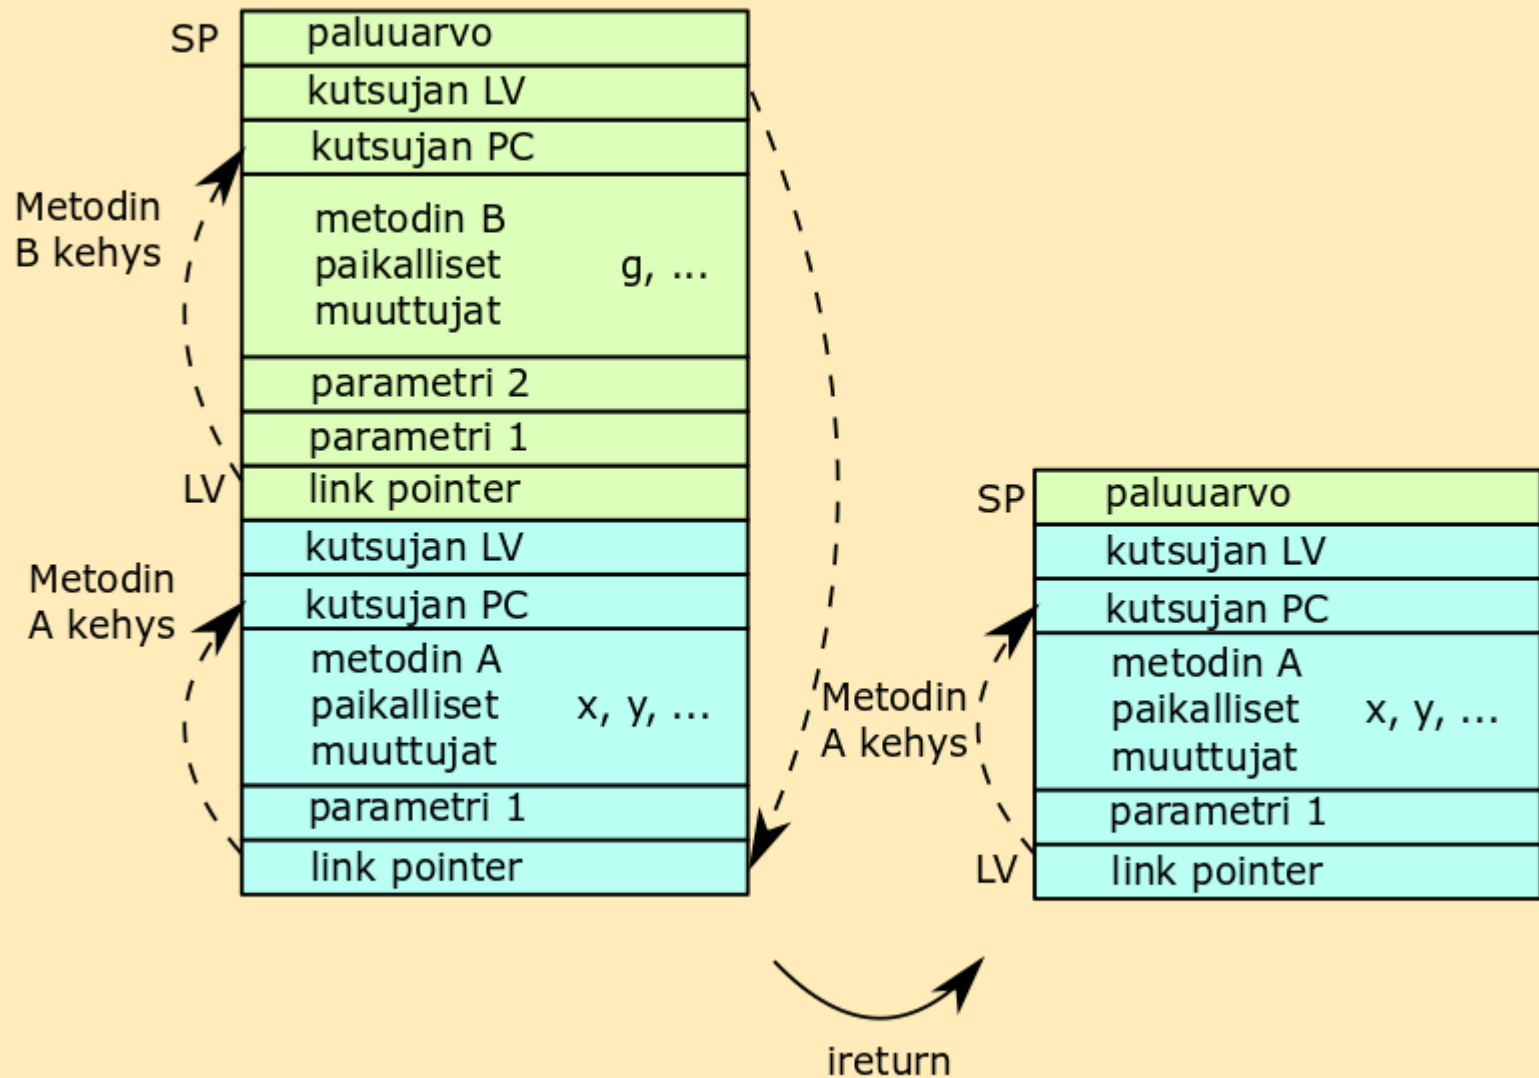 SP
paluuarvo
kutsujan LV
kutsujan PC
Metodin
B kehys
metodin B
paikalliset g, ...
muuttujat
parametri 2
parametri 1
LV
link pointer
kutsujan LV
Metodin
A kehys
kutsujan PC
metodin A
paikalliset x, y, ...
muuttujat
parametri 1
link pointer
SP
paluuarvo
kutsujan LV
kutsujan PC
Metodin
A kehys
metodin A
paikalliset x, y, ...
muuttujat
parametri 1
LV
link pointer
ireturn